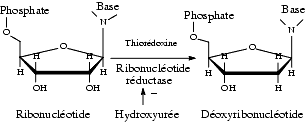 Phosphate
Base
O
N
O
H
H
H
H
OH
OH
Ribonucléotide
Thiorédoxine
Ribonucléotide
réductase
−
Hydroxyurée
Phosphate
Base
O
N
O
H
H
H
H
OH
Déoxyribonucléotide